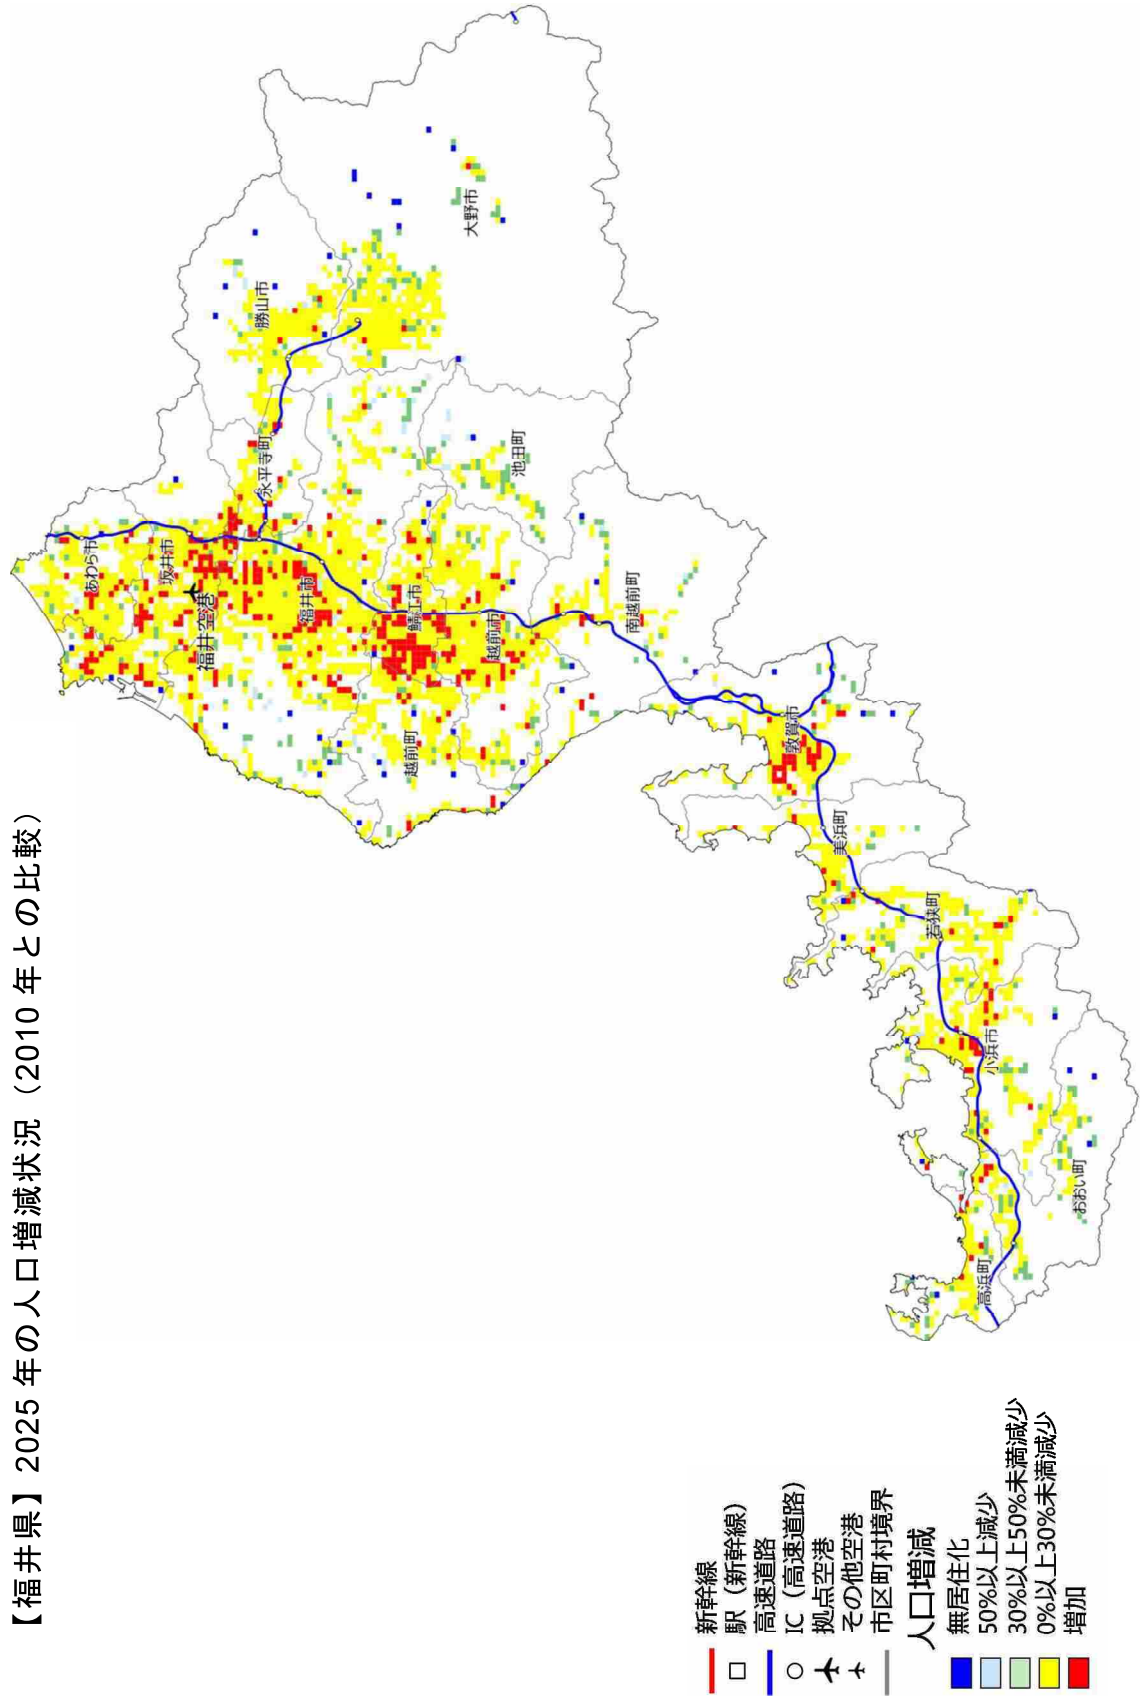 【福井県】2025年の人口増減状況（2010年との比較）
あわら市
坂井市
福井空港
永平寺町
勝山市
大野市
福井市
鯖江市
越前市
越前町
池田町
南越前町
敦賀市
美浜町
若狭町
小浜市
おおい町
高浜町
新幹線
駅（新幹線）
高速道路
IC（高速道路）
拠点空港
その他空港
市区町村境界
人口増減
無居住化
50%以上減少
30%以上50%未満減少
0%以上30%未満減少
増加